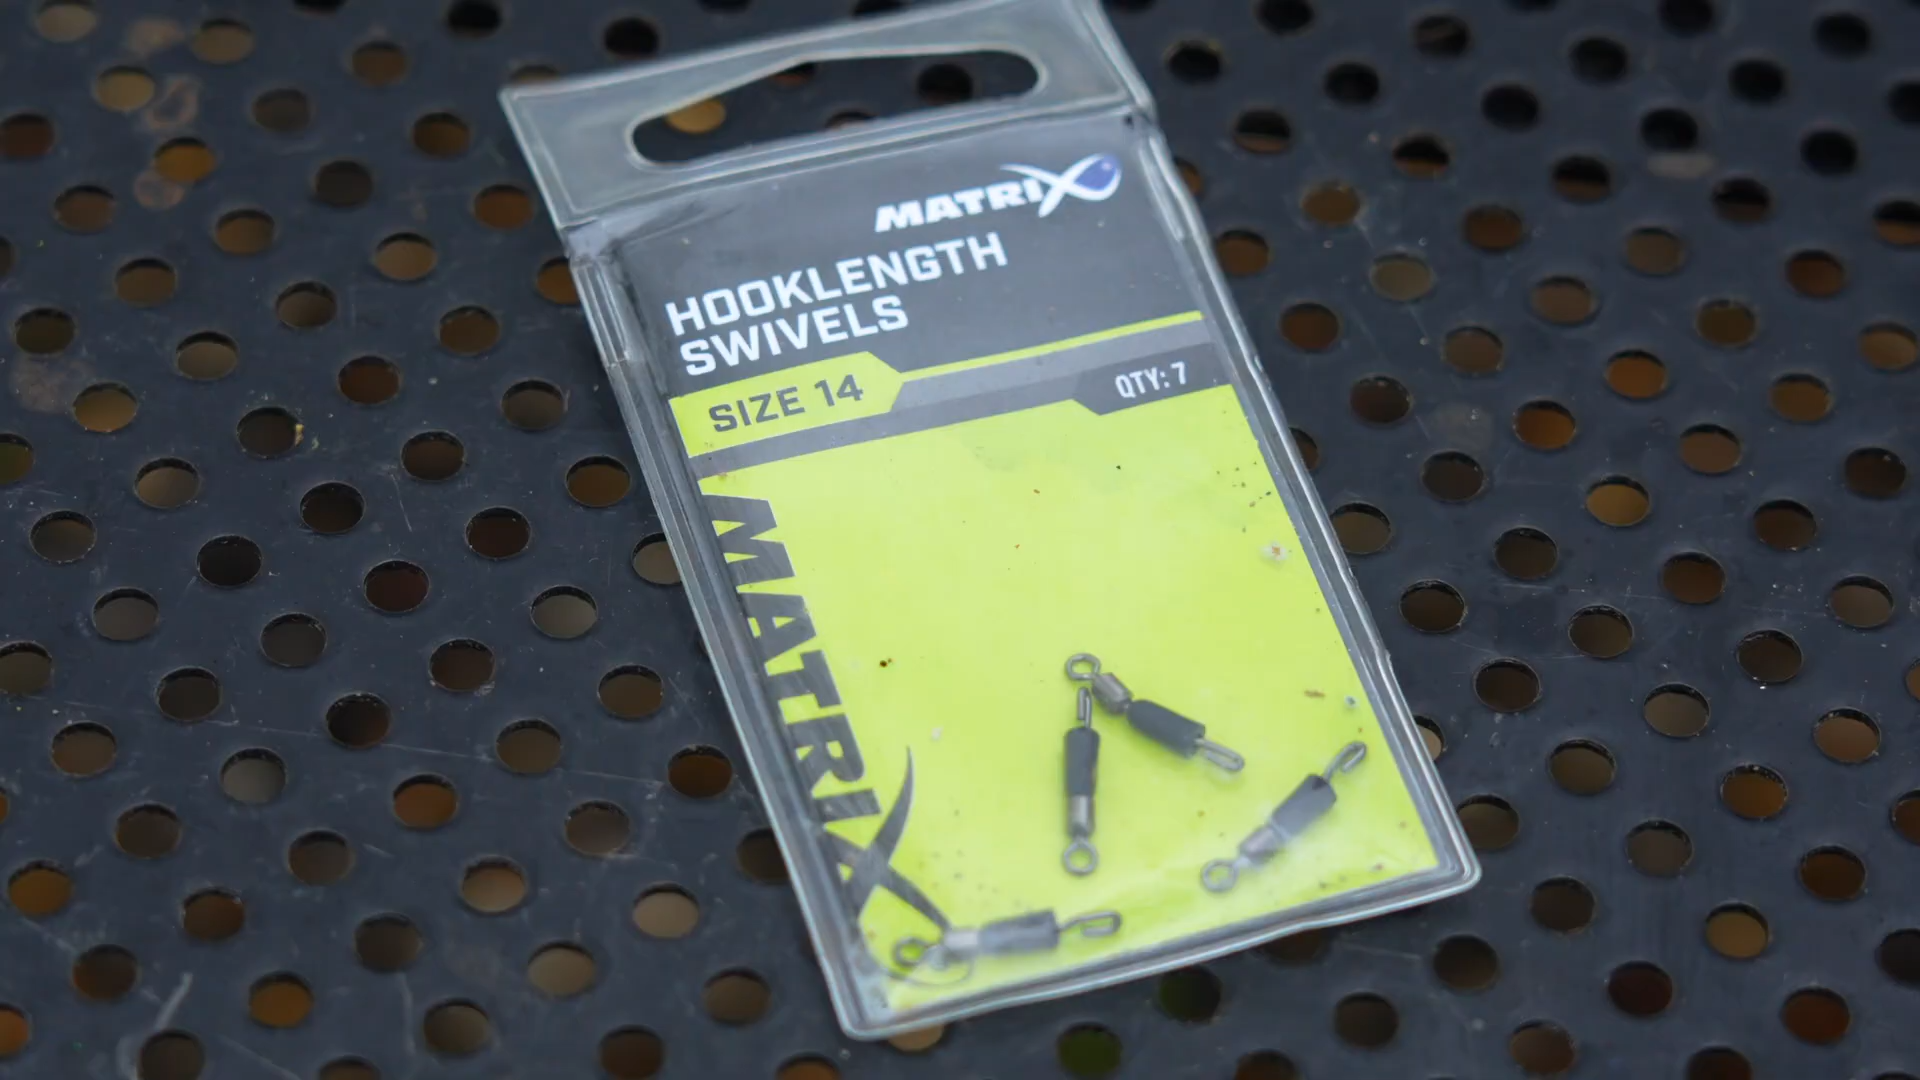 MATRIX
HOOKLENGTH
SWIVELS
SIZE 14
QTY: 7
MATRIX